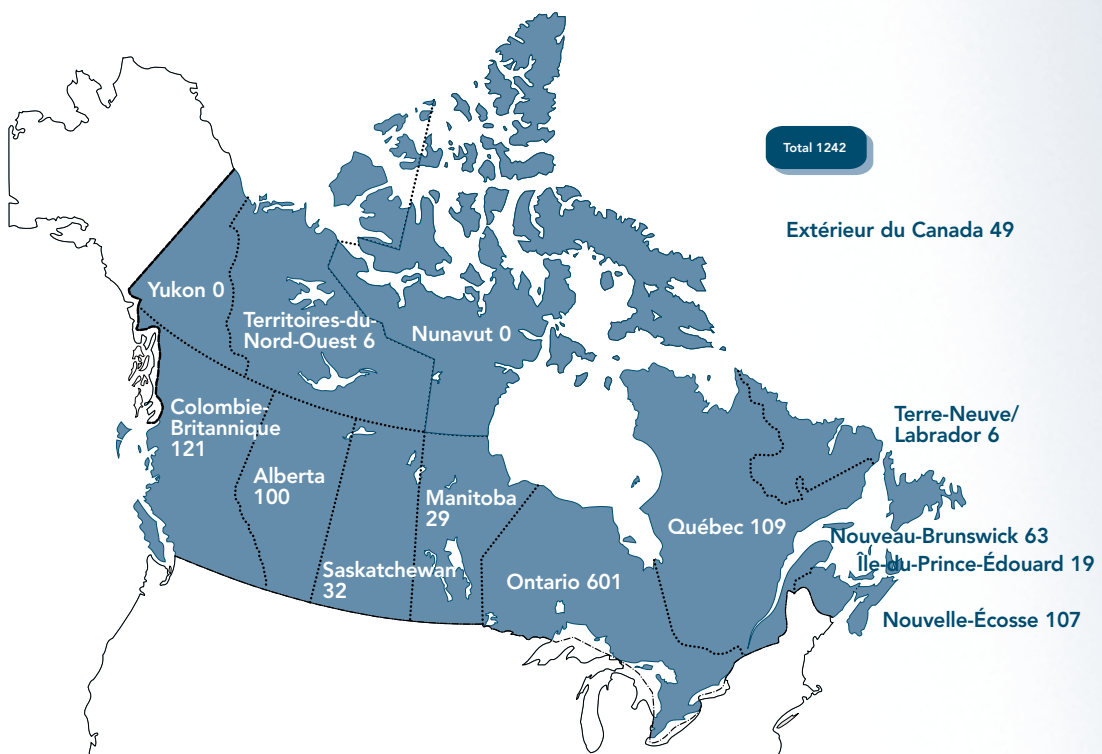 Total 1242
Extérieur du Canada 49
Yukon 0
Territoires-du-
Nord-Ouest 6
Nunavut 0
Colombie-
Britannique
121
Alberta
100
Saskatchewan
32
Manitoba
29
Ontario 601
Québec 109
Terre-Neuve/
Labrador 6
Nouveau-Brunswick 63
Île-du-Prince-Édouard 19
Nouvelle-Écosse 107